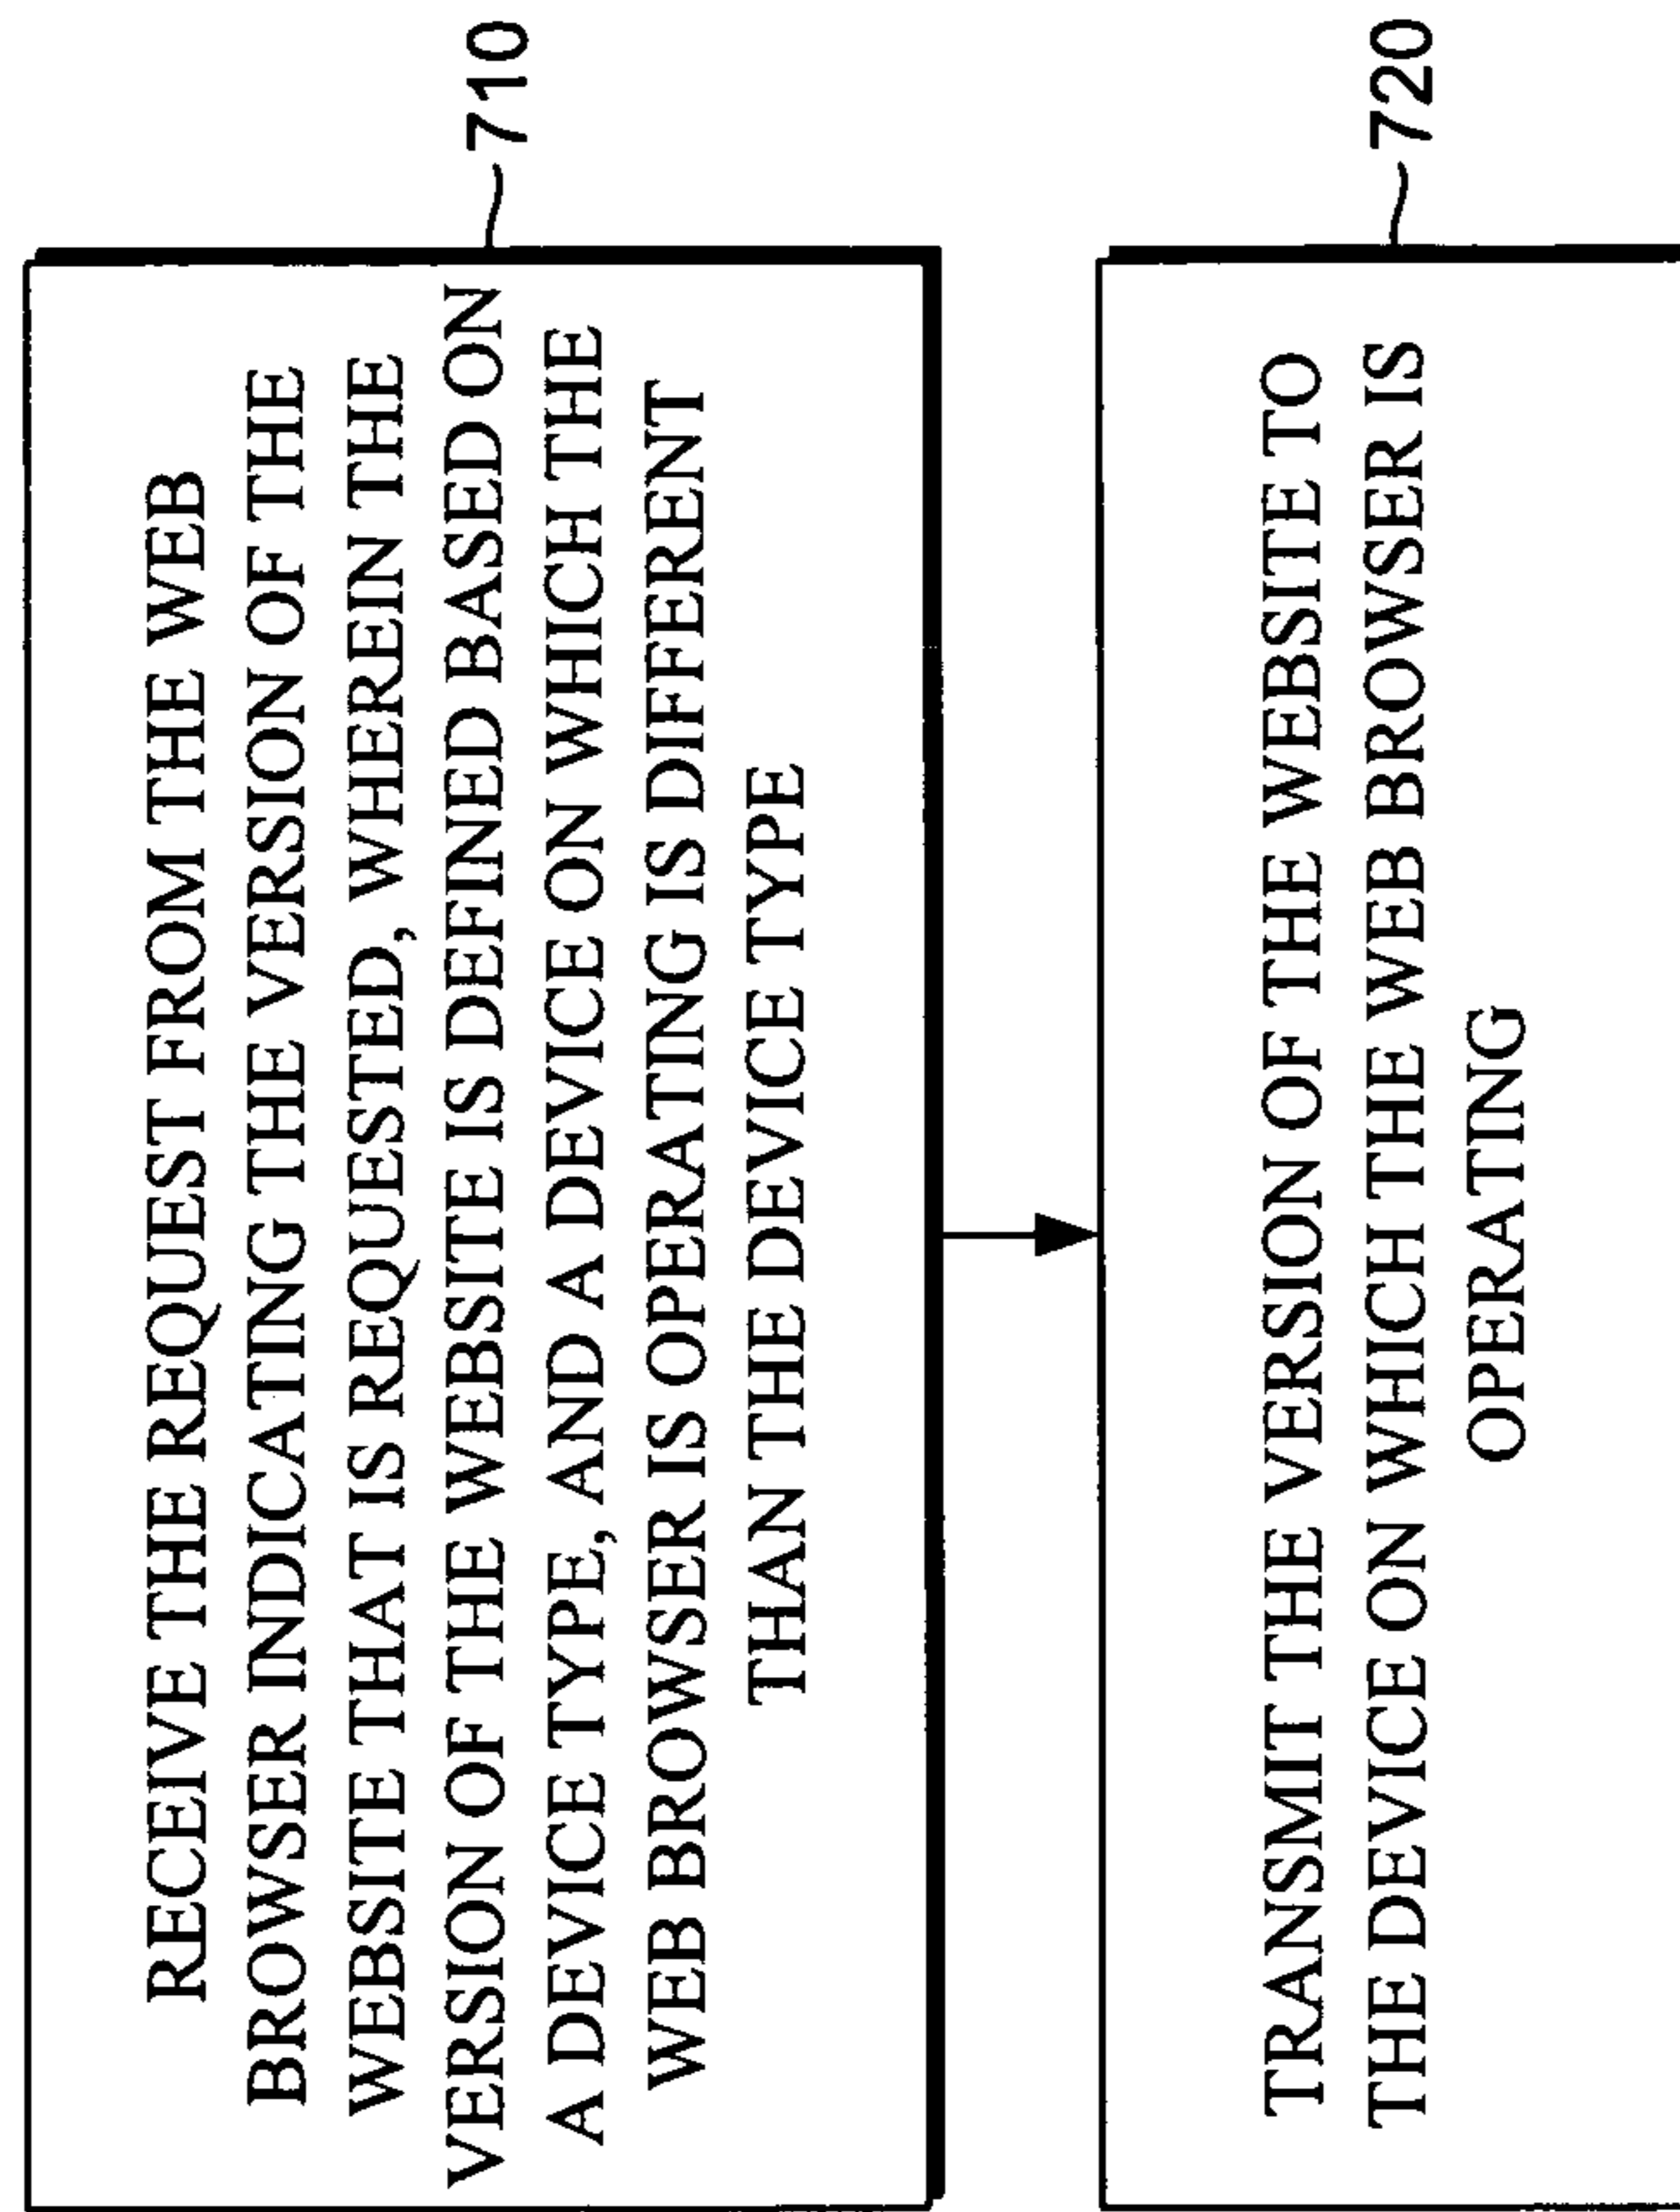 RECEIVE THE REQUEST FROM THE WEB
BROWSER INDICATING THE VERSION OF THE
WEBSITE THAT IS REQUESTED, WHEREIN THE
VERSION OF THE WEBSITE IS DEFINED BASED ON
A DEVICE TYPE, AND A DEVICE ON WHICH THE
WEB BROWSER IS OPERATING IS DIFFERENT
THAN THE DEVICE TYPE
710
TRANSMIT THE VERSION OF THE WEBSITE TO
THE DEVICE ON WHICH THE WEB BROWSER IS
OPERATING
720